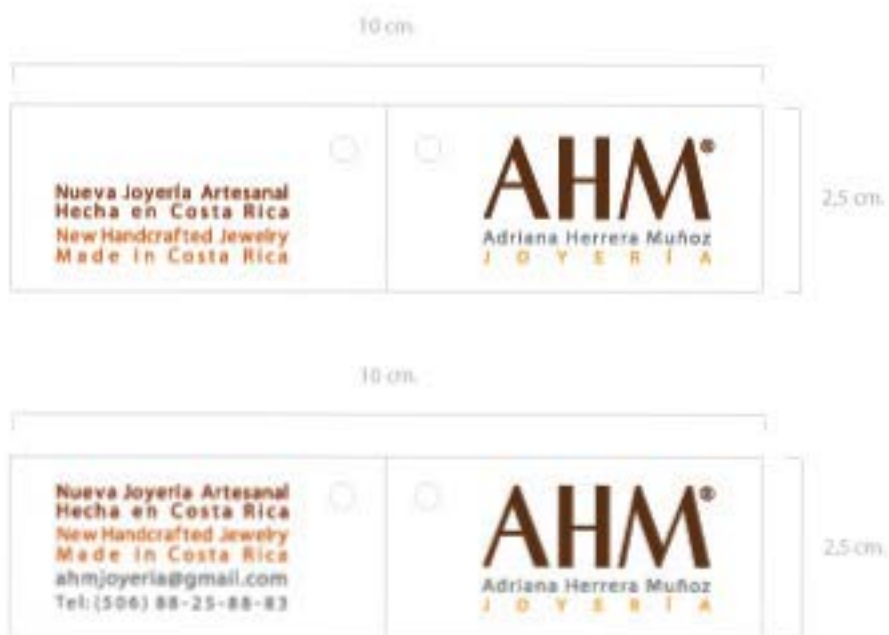 10 cm.
Nueva Joyería Artesanal
Hecha en Costa Rica
New Handcrafted Jewelry
Made in Costa Rica
AHM®
Adriana Herrera Muñoz
JOYERÍA
2,5 cm.
10 cm.
Nueva Joyería Artesanal
Hecha en Costa Rica
New Handcrafted Jewelry
Made in Costa Rica
ahmjoyeria@gmail.com
Tel: (506) 88-25-88-83
AHM®
Adriana Herrera Muñoz
JOYERÍA
2,5 cm.